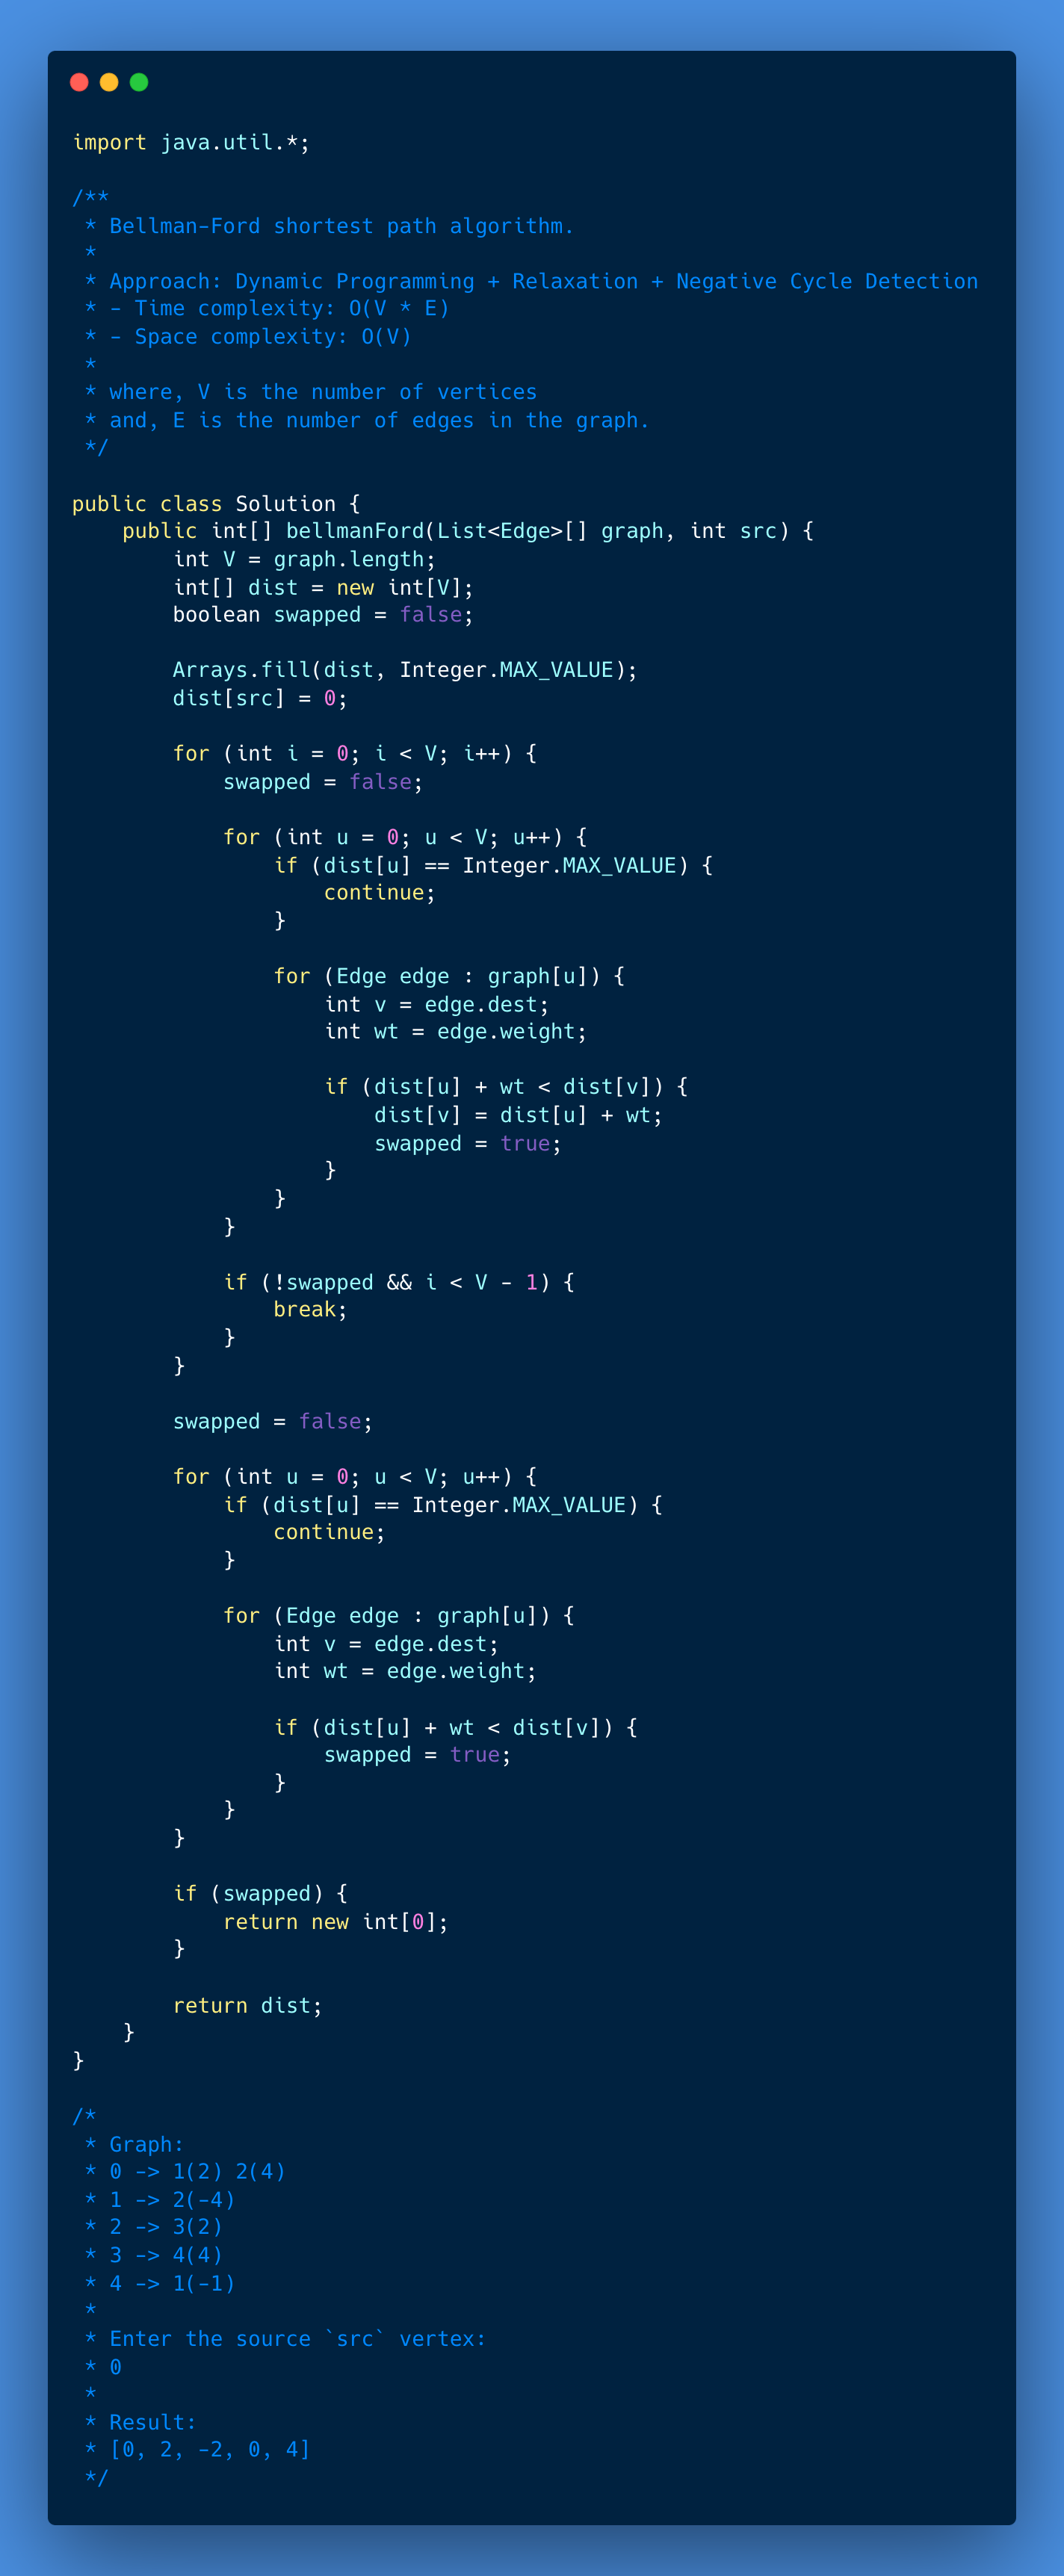 import java.util.*;

/**
 * Bellman-Ford shortest path algorithm.
 *
 * Approach: Dynamic Programming + Relaxation + Negative Cycle Detection
 * - Time complexity: O(V * E)
 * - Space complexity: O(V)
 *
 * where, V is the number of vertices
 * and, E is the number of edges in the graph.
 */

public class Solution {
    public int[] bellmanFord(List<Edge>[] graph, int src) {
        int V = graph.length;
        int[] dist = new int[V];
        boolean swapped = false;

        Arrays.fill(dist, Integer.MAX_VALUE);
        dist[src] = 0;

        for (int i = 0; i < V; i++) {
            swapped = false;

            for (int u = 0; u < V; u++) {
                if (dist[u] == Integer.MAX_VALUE) {
                    continue;
                }

                for (Edge edge : graph[u]) {
                    int v = edge.dest;
                    int wt = edge.weight;

                    if (dist[u] + wt < dist[v]) {
                        dist[v] = dist[u] + wt;
                        swapped = true;
                    }
                }
            }

            if (!swapped && i < V - 1) {
                break;
            }
        }

        swapped = false;

        for (int u = 0; u < V; u++) {
            if (dist[u] == Integer.MAX_VALUE) {
                continue;
            }

            for (Edge edge : graph[u]) {
                int v = edge.dest;
                int wt = edge.weight;

                if (dist[u] + wt < dist[v]) {
                    swapped = true;
                }
            }
        }

        if (swapped) {
            return new int[0];
        }

        return dist;
    }
}

/*
 * Graph:
 * 0 -> 1(2) 2(4)
 * 1 -> 2(-4)
 * 2 -> 3(2)
 * 3 -> 4(4)
 * 4 -> 1(-1)
 *
 * Enter the source `src` vertex:
 * 0
 *
 * Result:
 * [0, 2, -2, 0, 4]
 */